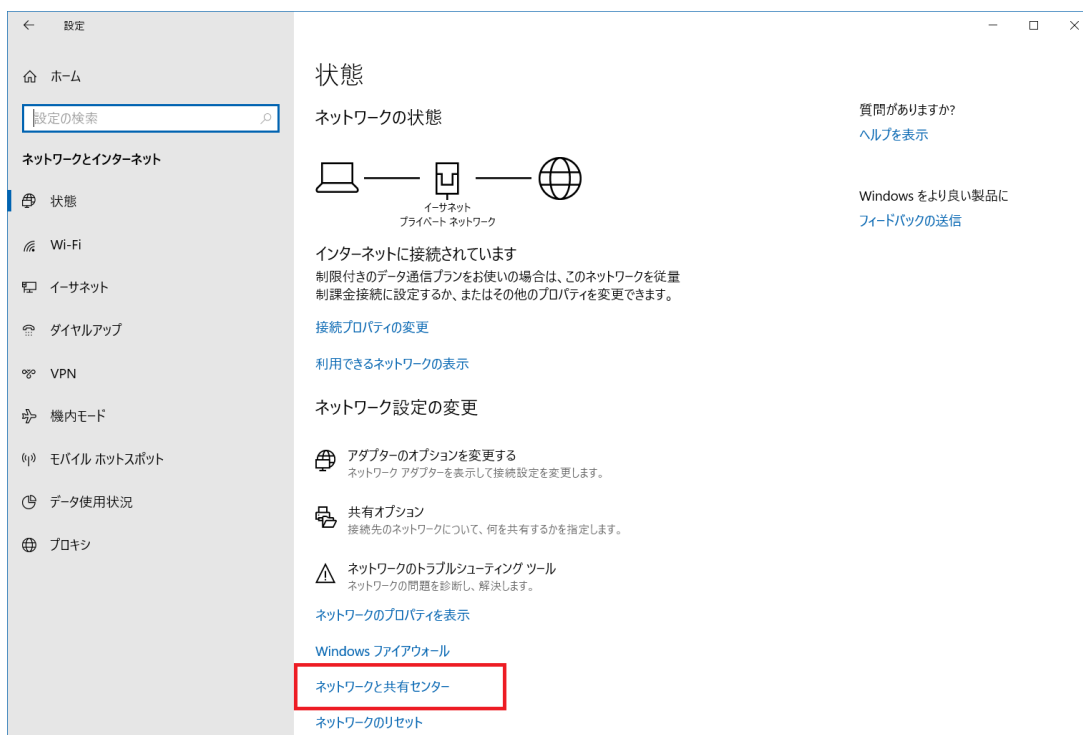 設定
ホーム
設定の検索
ネットワークとインターネット
状態
Wi-Fi
イーサネット
ダイヤルアップ
VPN
機内モード
モバイル ホットスポット
データ使用状況
プロキシ
状態
ネットワークの状態
イーサネット
プライベート ネットワーク
インターネットに接続されています
制限付きのデータ通信プランをお使いの場合は、このネットワークを従量
制課金接続に設定するか、またはその他のプロパティを変更できます。
接続プロパティの変更
利用できるネットワークの表示
ネットワーク設定の変更
アダプターのオプションを変更する
ネットワーク アダプターを表示して接続設定を変更します。
共有オプション
接続先のネットワークについて、何を共有するかを指定します。
ネットワークのトラブルシューティング ツール
ネットワークの問題を診断し、解決します。
ネットワークのプロパティを表示
Windows ファイアウォール
ネットワークと共有センター
ネットワークのリセット
質問がありますか?
ヘルプを表示
Windows をより良い製品に
フィードバックの送信